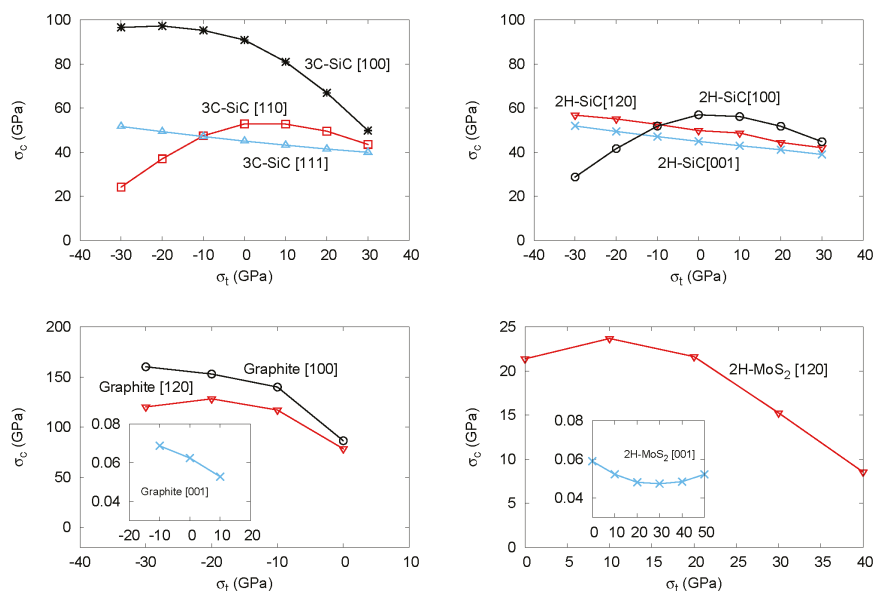 100
80
60
40
20
0
σc (GPa)
3C-SiC [100]
3C-SiC [110]
3C-SiC [111]
-40 -30 -20 -10 0 10 20 30 40
σt (GPa)
100
80
60
40
20
0
σc (GPa)
2H-SiC[120]
2H-SiC[100]
2H-SiC[001]
-40 -30 -20 -10 0 10 20 30 40
σt (GPa)
200
150
100
50
0
σc (GPa)
Graphite [100]
Graphite [120]
0.08
0.06
0.04
Graphite [001]
-20 -10 0 10 20
-40 -30 -20 -10 0 10
σt (GPa)
25
20
15
10
5
0
σc (GPa)
2H-MoS2 [120]
0.08
0.06
0.04
2H-MoS2 [001]
0 10 20 30 40 50
0 5 10 15 20 25 30 35 40
σt (GPa)